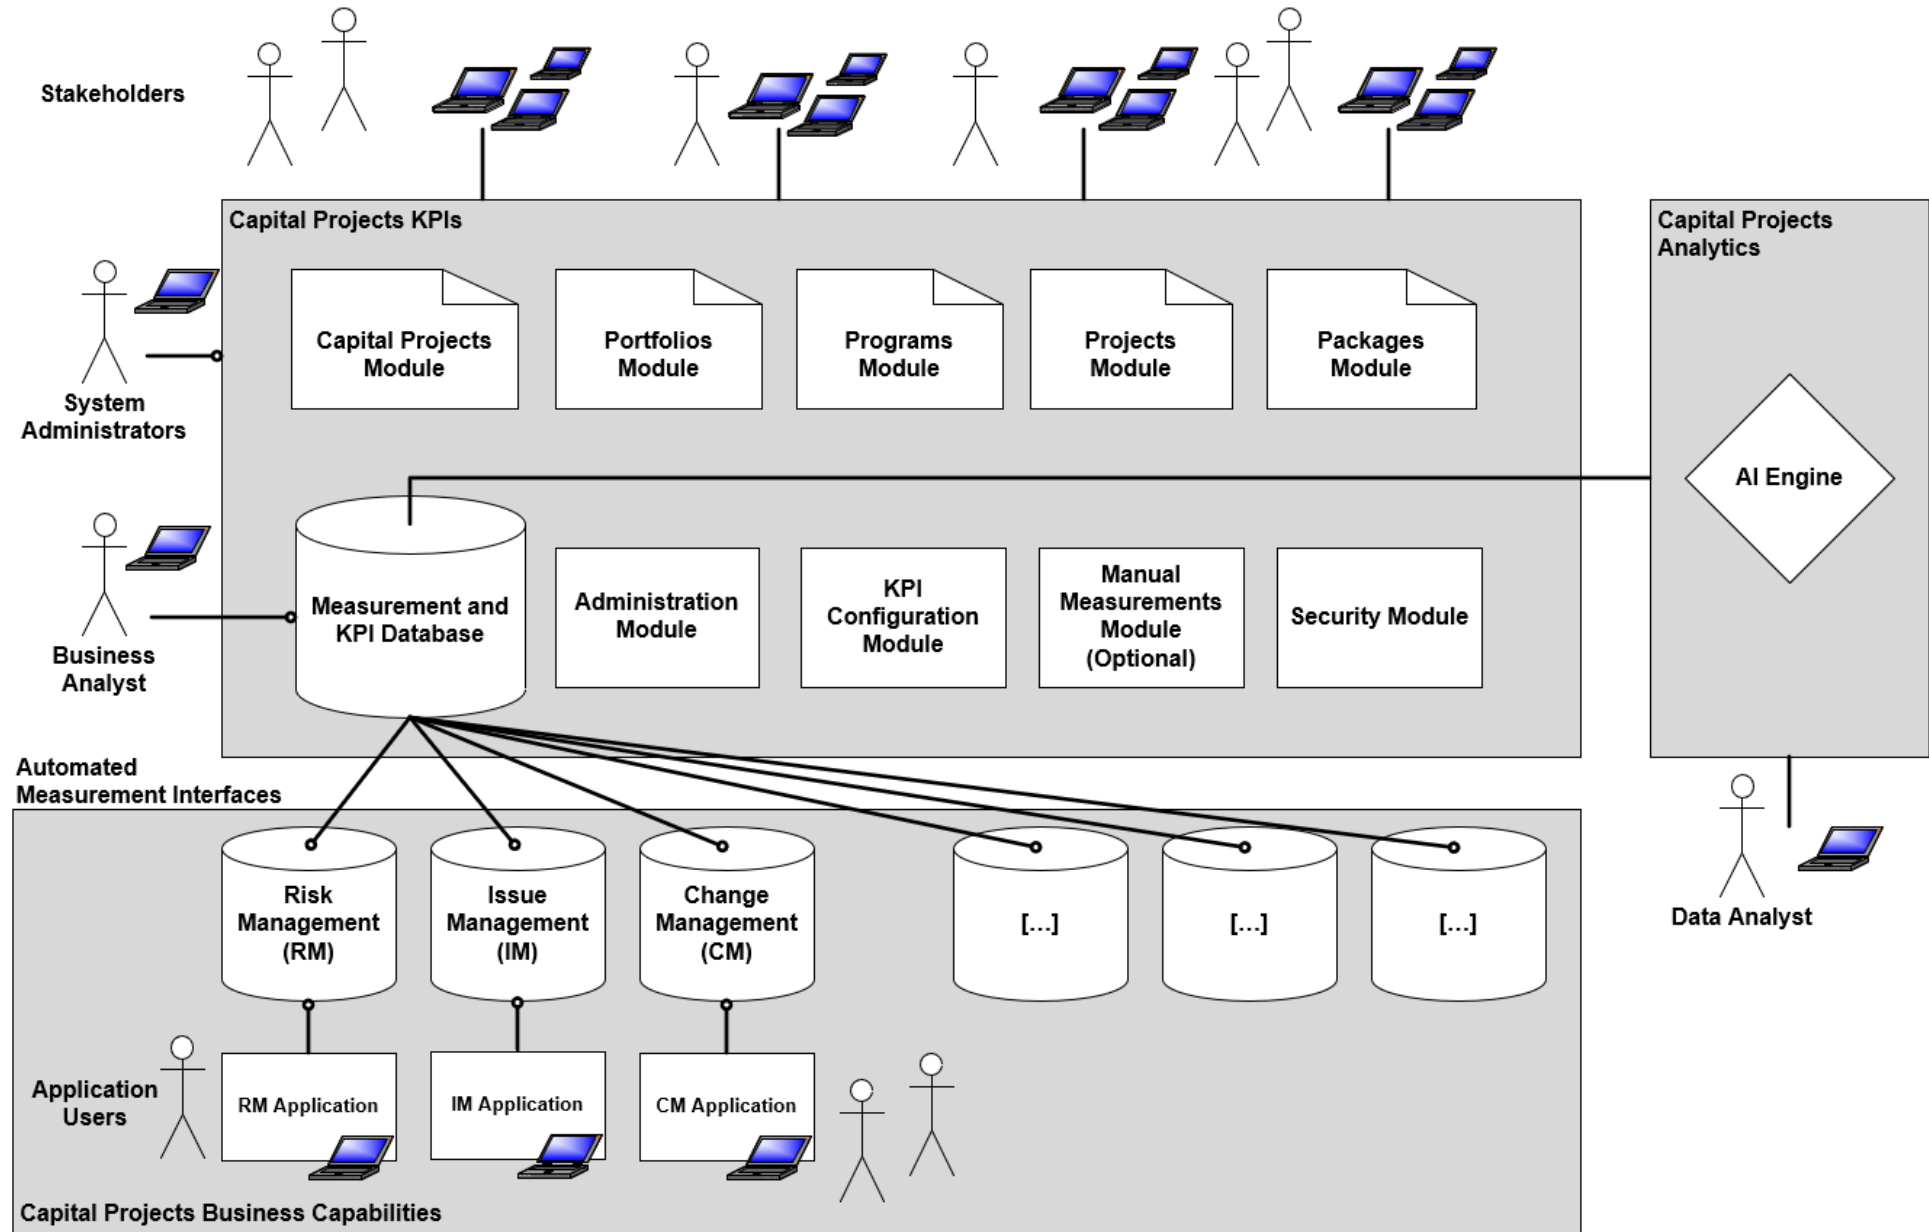 Stakeholders
Capital Projects KPIs
Capital Projects
Analytics
Capital Projects
Module
Portfolios
Module
Programs
Module
Projects
Module
Packages
Module
System
Administrators
AI Engine
Measurement and
KPI Database
Administration
Module
KPI
Configuration
Module
Manual
Measurements
Module
(Optional)
Security Module
Business
Analyst
Automated
Measurement Interfaces
Risk
Management
(RM)
Issue
Management
(IM)
Change
Management
(CM)
[...]
[...]
[...]
Data Analyst
Application
Users
RM Application
IM Application
CM Application
Capital Projects Business Capabilities